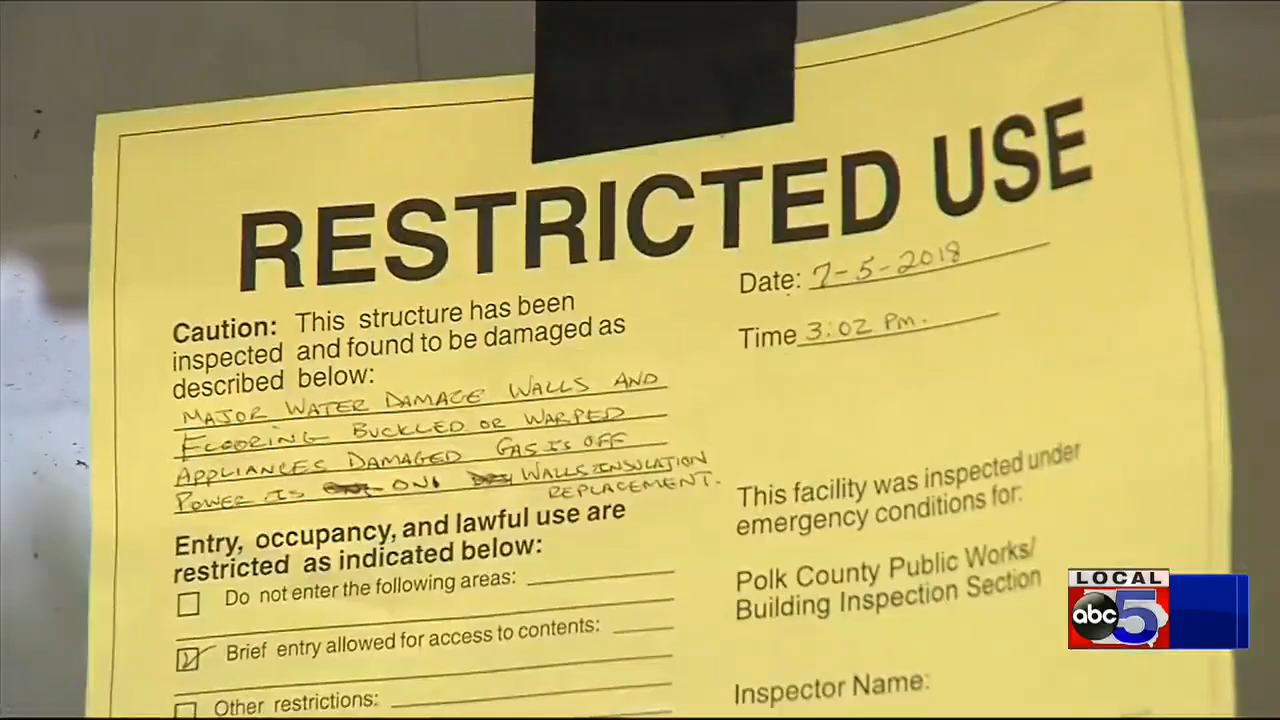 RESTRICTED USE
Caution: This structure has been
inspected and found to be damaged as
described below:
MAJOR WATER DAMAGE WALLS AND
FLOORING BUCKLED OR WARPED
APPLIANCES DAMAGED GAS IS OFF
POWER IS ON WALLS INSULATION
REPLACEMENT.
Entry, occupancy, and lawful use are
restricted as indicated below:
Do not enter the following areas:
Brief entry allowed for access to contents:
Other restrictions:
Date: 7-5-2018
Time 3:02 PM.
This facility was inspected under
emergency conditions for:
Polk County Public Works/
Building Inspection Section
Inspector Name:
LOCAL
abc 5